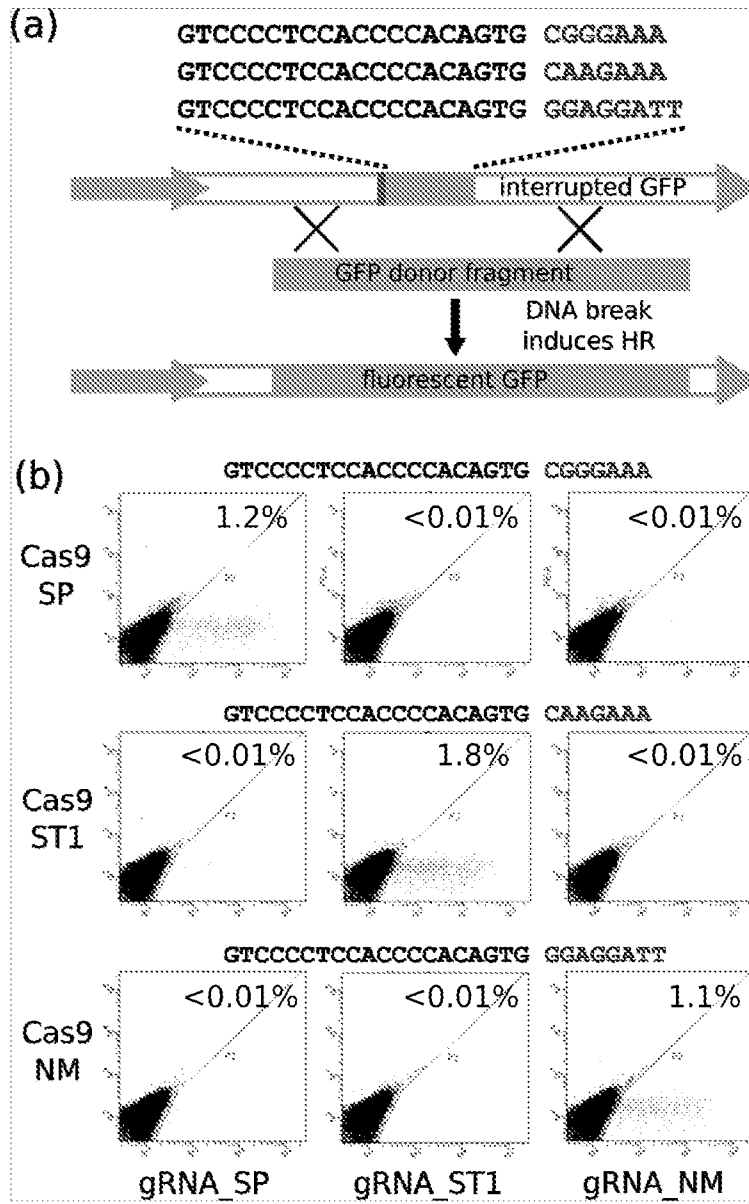 (a)
GTCCCCTCCACCCCACAGTG CGGGAAA
GTCCCCTCCACCCCACAGTG CAAGAAA
GTCCCCTCCACCCCACAGTG GGAGGATT
interrupted GFP
GFP donor fragment
DNA break
induces HR
fluorescent GFP
(b)
GTCCCCTCCACCCCACAGTG CGGGAAA
Cas9
SP
1.2%
<0.01%
<0.01%
GTCCCCTCCACCCCACAGTG CAAGAAA
Cas9
ST1
<0.01%
1.8%
<0.01%
GTCCCCTCCACCCCACAGTG GGAGGATT
Cas9
NM
<0.01%
<0.01%
1.1%
gRNA_SP
gRNA_ST1
gRNA_NM